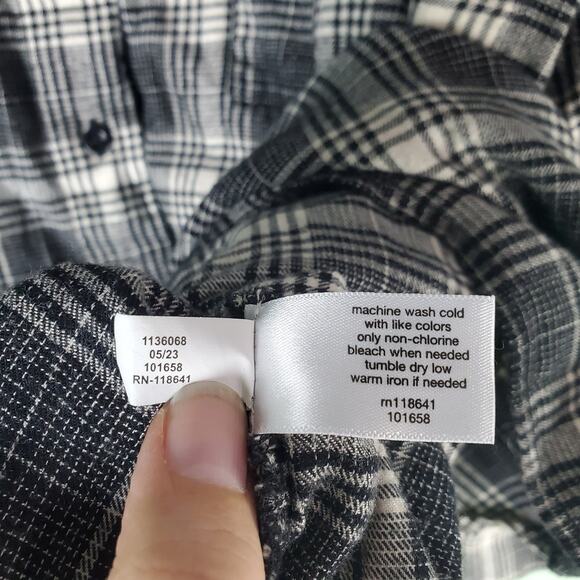 1136068
05/23
101658
RN-118641
machine wash cold
with like colors
only non-chlorine
bleach when needed
tumble dry low
warm iron if needed
rn118641
101658